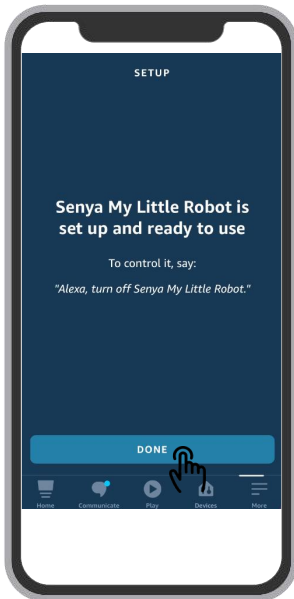 SETUP
Senya My Little Robot is
set up and ready to use
To control it, say:
"Alexa, turn off Senya My Little Robot."
DONE
Home Communicate Play Devices More